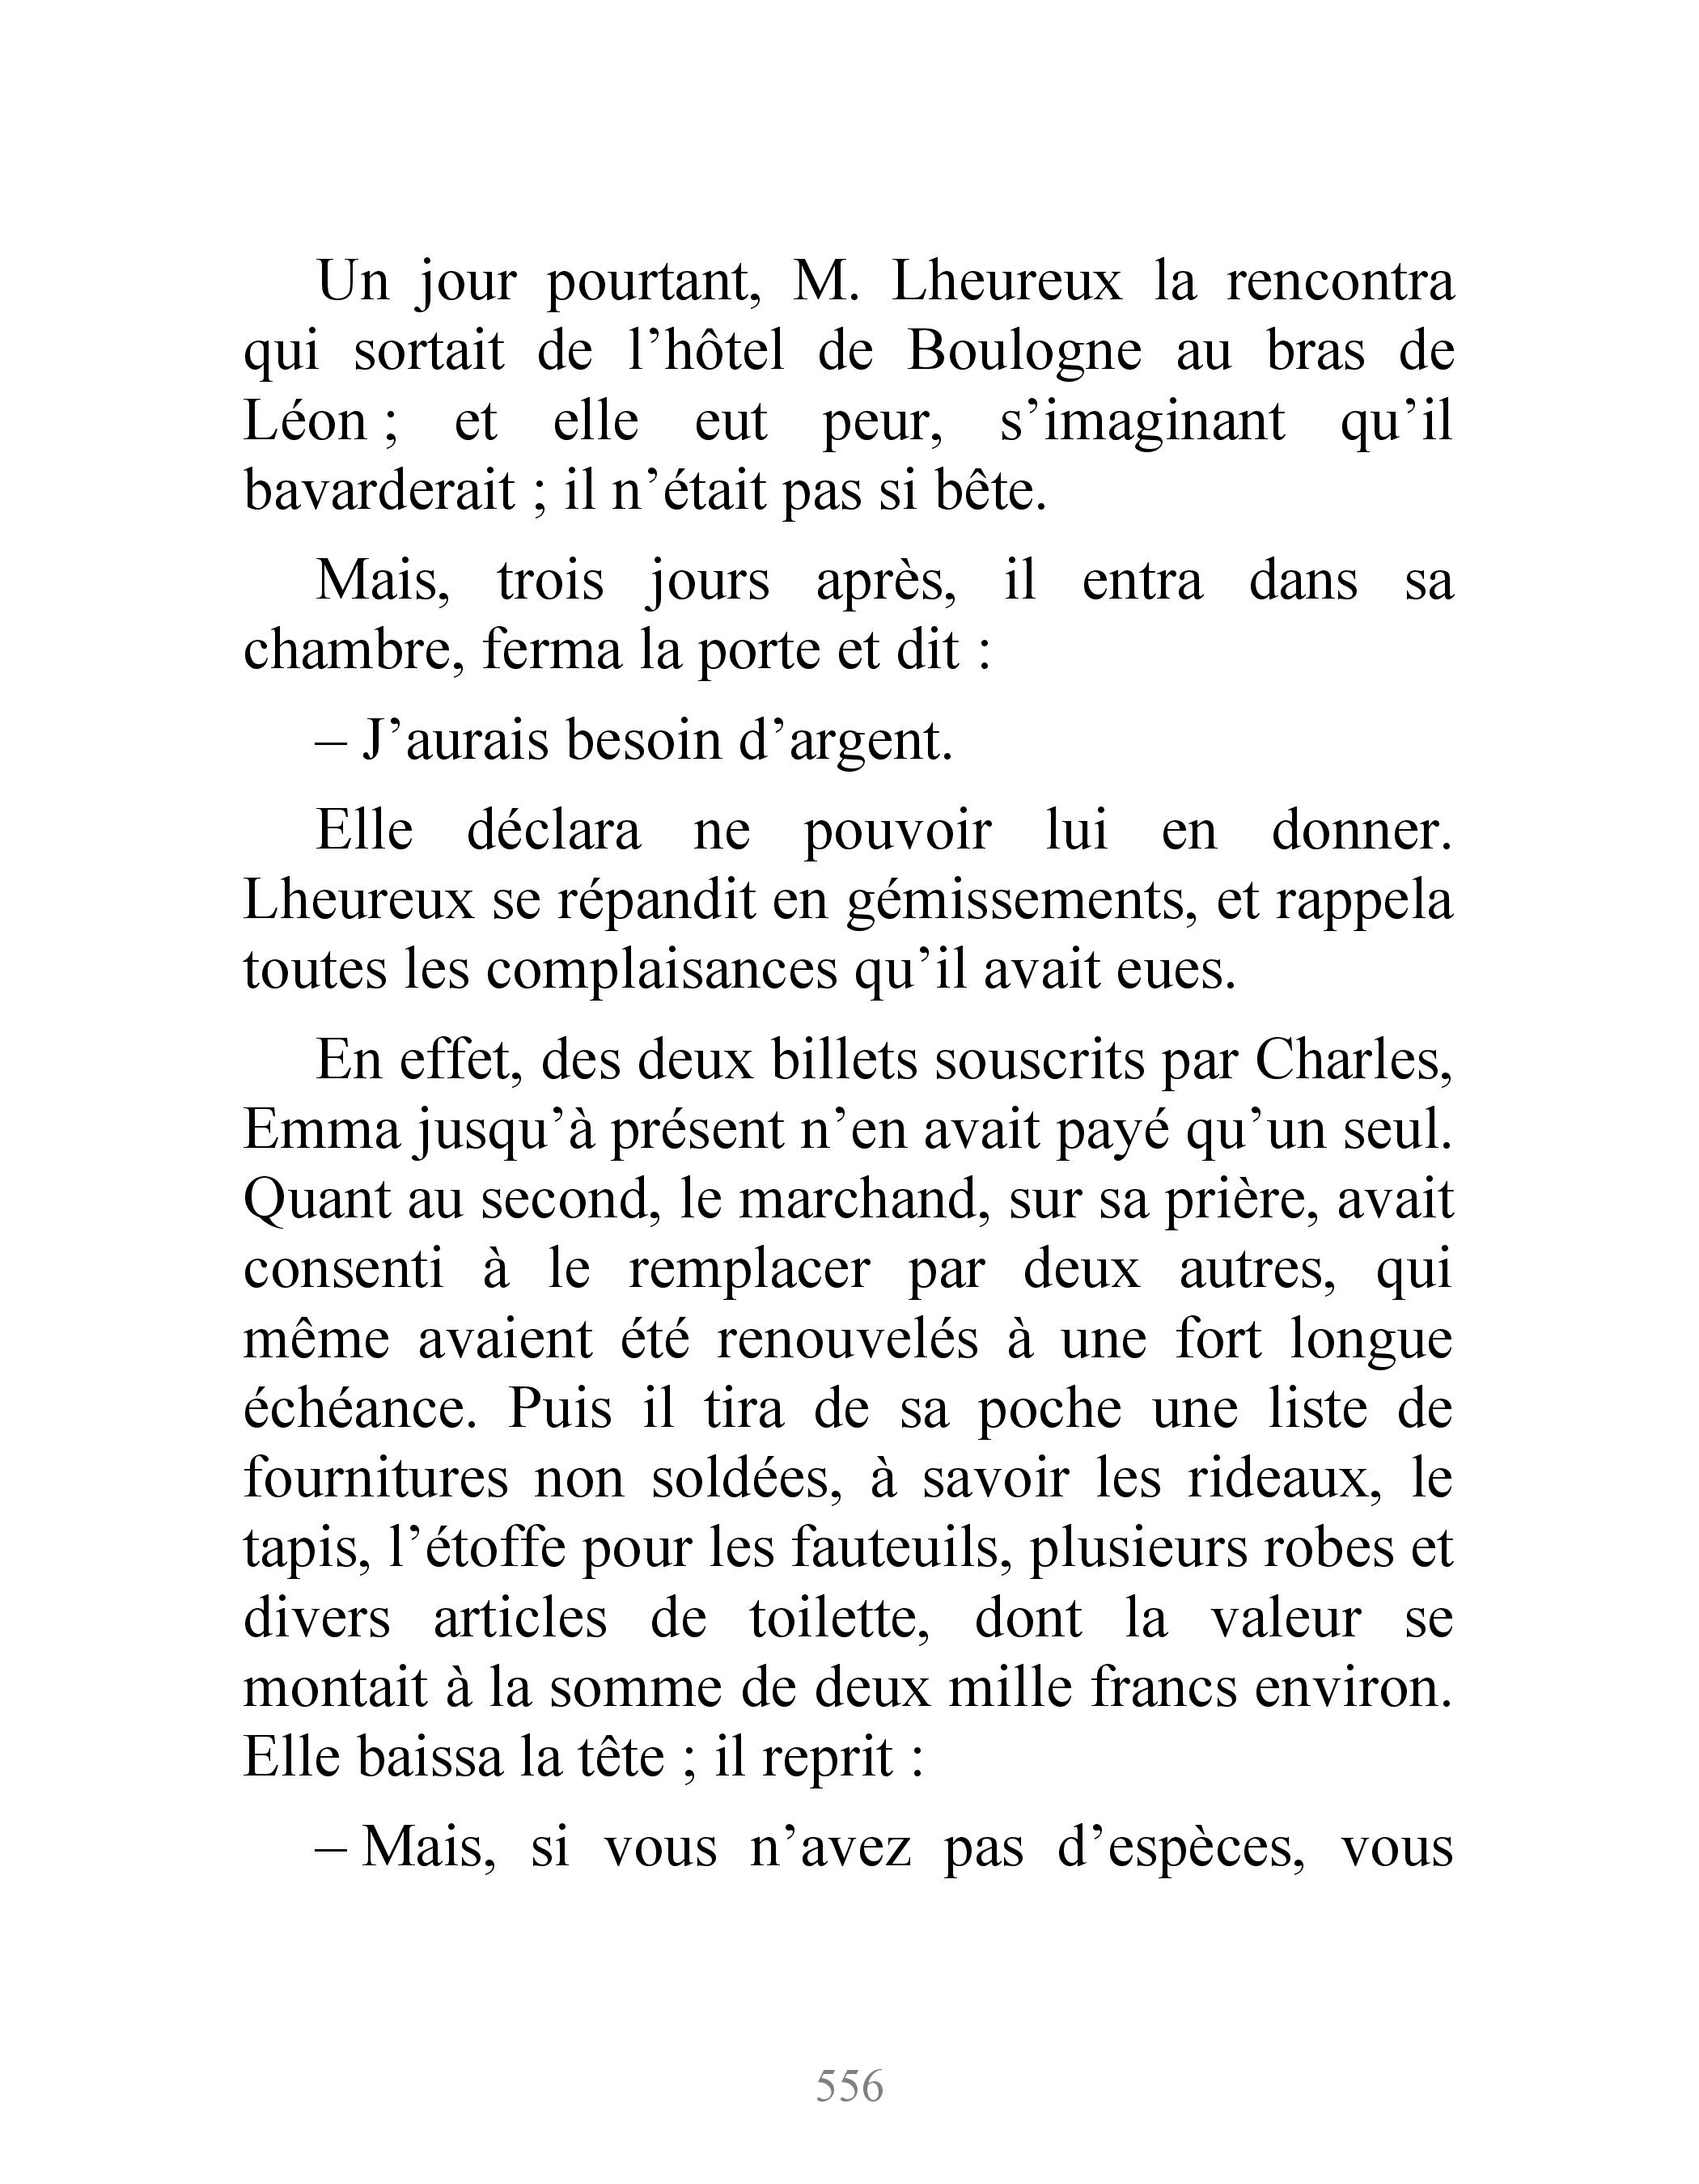 Un jour pourtant, M. Lheureux la rencontra
qui sortait de l’hôtel de Boulogne au bras de
Léon ; et elle eut peur, s’imaginant qu’il
bavarderait ; il n’était pas si bête.
Mais, trois jours après, il entra dans sa
chambre, ferma la porte et dit :
– J’aurais besoin d’argent.
Elle déclara ne pouvoir lui en donner.
Lheureux se répandit en gémissements, et rappela
toutes les complaisances qu’il avait eues.
En effet, des deux billets souscrits par Charles,
Emma jusqu’à présent n’en avait payé qu’un seul.
Quant au second, le marchand, sur sa prière, avait
consenti à le remplacer par deux autres, qui
même avaient été renouvelés à une fort longue
échéance. Puis il tira de sa poche une liste de
fournitures non soldées, à savoir les rideaux, le
tapis, l’étoffe pour les fauteuils, plusieurs robes et
divers articles de toilette, dont la valeur se
montait à la somme de deux mille francs environ.
Elle baissa la tête ; il reprit :
– Mais, si vous n’avez pas d’espèces, vous
556